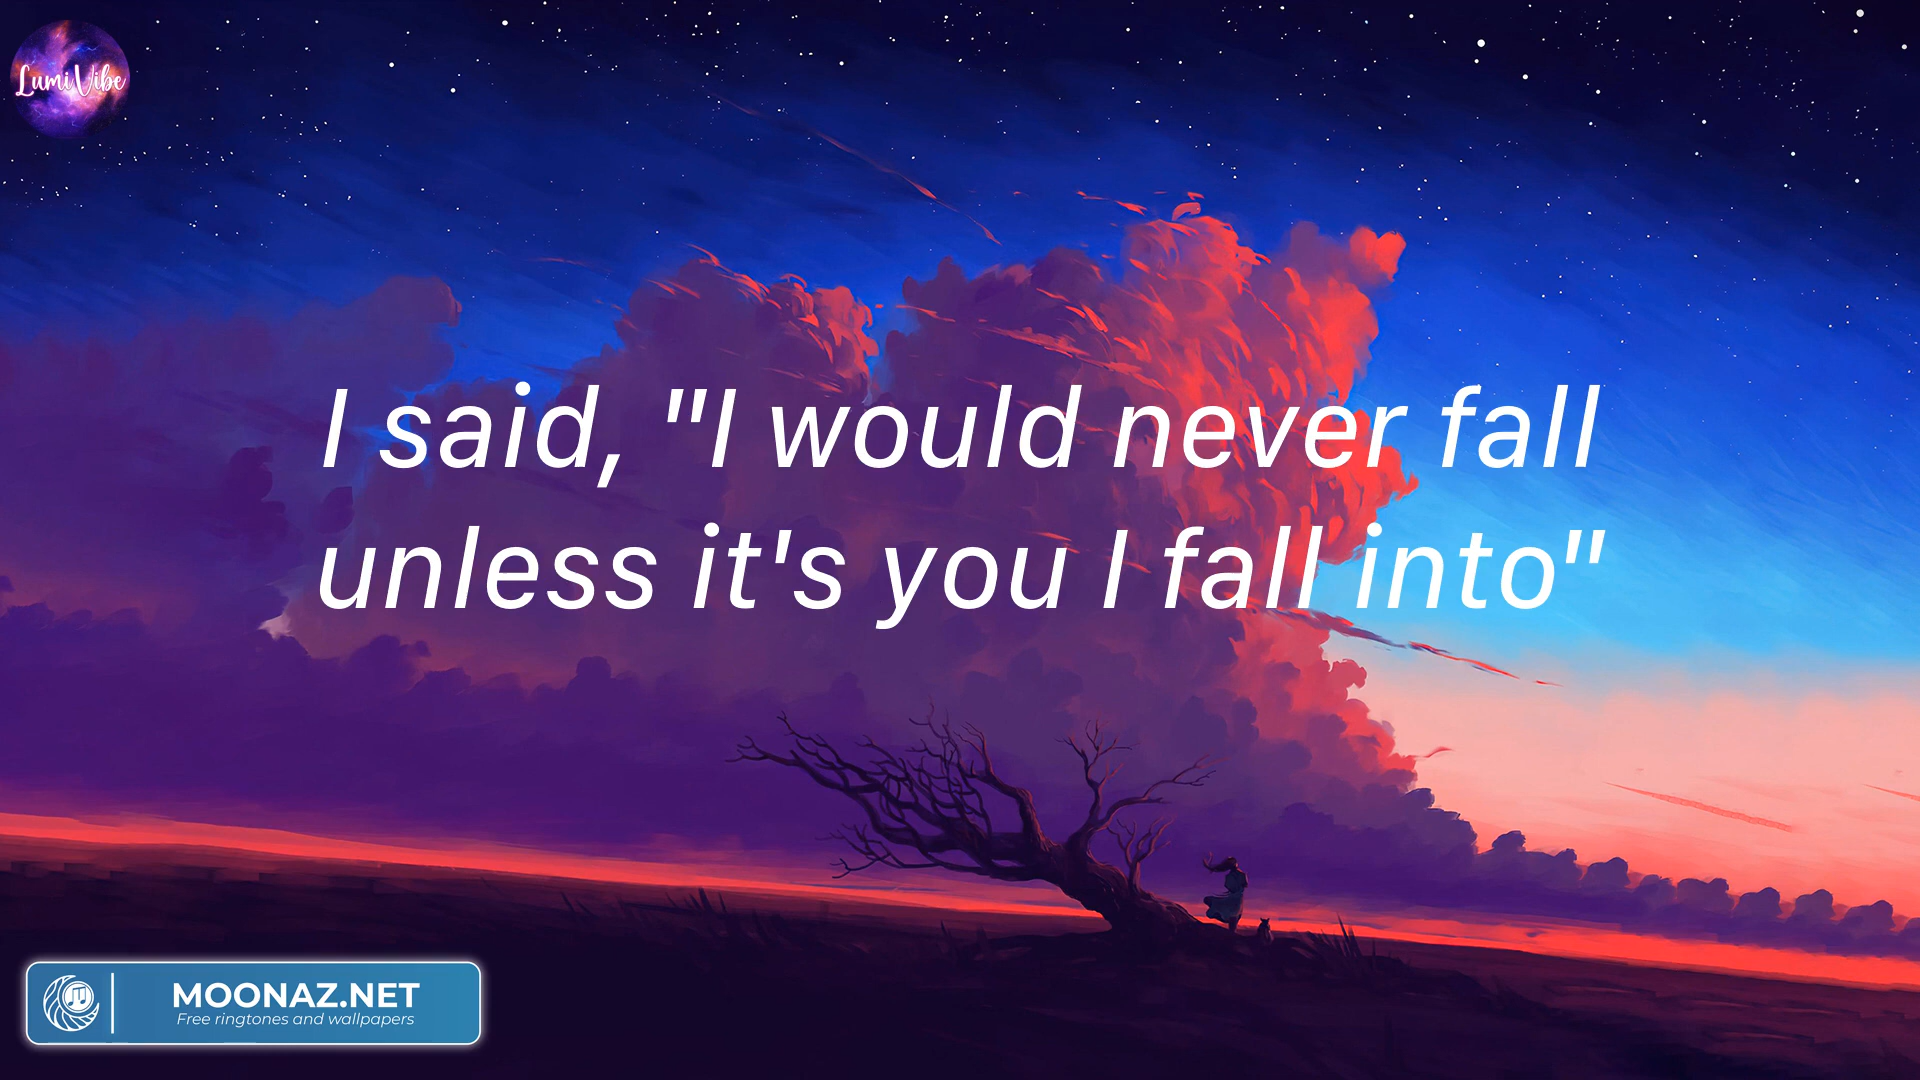 LumiVibe
I said, "I would never fall
unless it's you I fall into"
MOONAZ.NET
Free ringtones and wallpapers